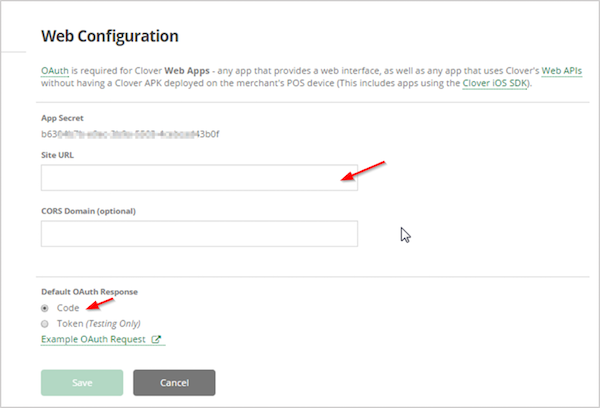 Web Configuration
OAuth is required for Clover Web Apps - any app that provides a web interface, as well as any app that uses Clover's Web APIs
without having a Clover APK deployed on the merchant's POS device (This includes apps using the Clover iOS SDK).
App Secret
Site URL
CORS Domain (optional)
Default OAuth Response
Code
Token (Testing Only)
Example OAuth Request
Save
Cancel